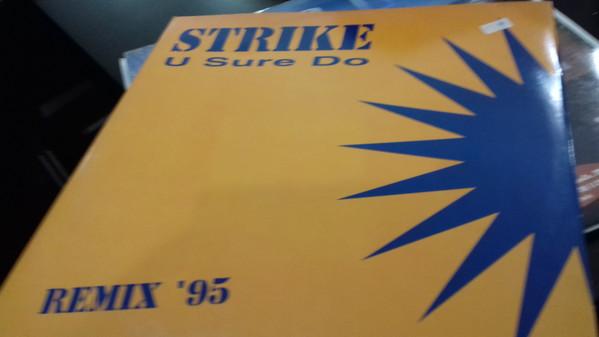 STRIKE
U Sure Do
REMIX '95